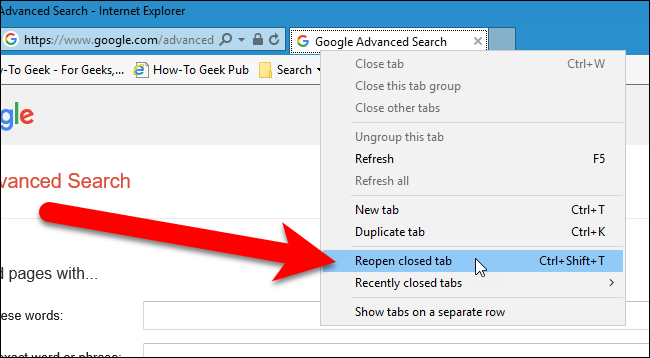 Advanced Search - Internet Explorer
https://www.google.com/advanced
Google Advanced Search
How-To Geek - For Geeks,...
How-To Geek Pub
Search
Close tab Ctrl+W
Close this tab group
Close other tabs
Ungroup this tab
Refresh F5
Refresh all
New tab Ctrl+T
Duplicate tab Ctrl+K
Reopen closed tab Ctrl+Shift+T
Recently closed tabs
Show tabs on a separate row
gle
vanced Search
d pages with...
ese words:
exact word or phrase: